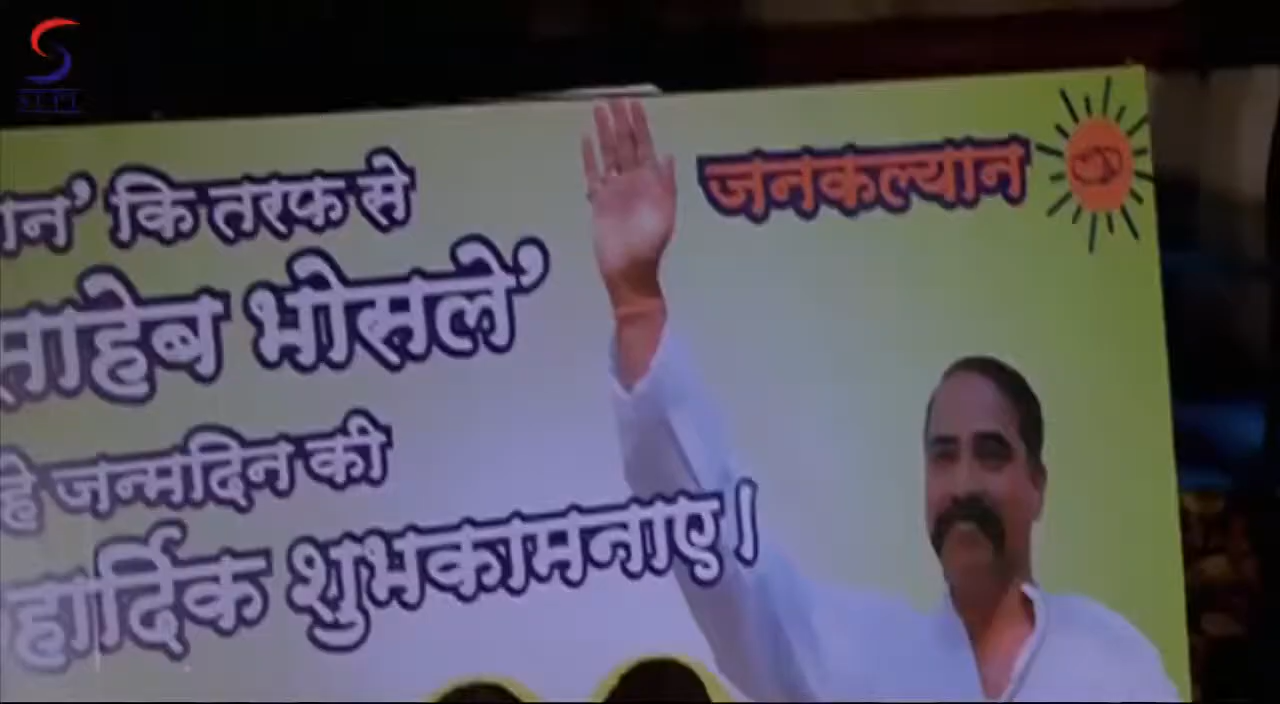 जनकल्यान
ान’ कि तरफ से
साहेब भोसले’
हे जन्मदिन की
हार्दिक शुभकामनाए।